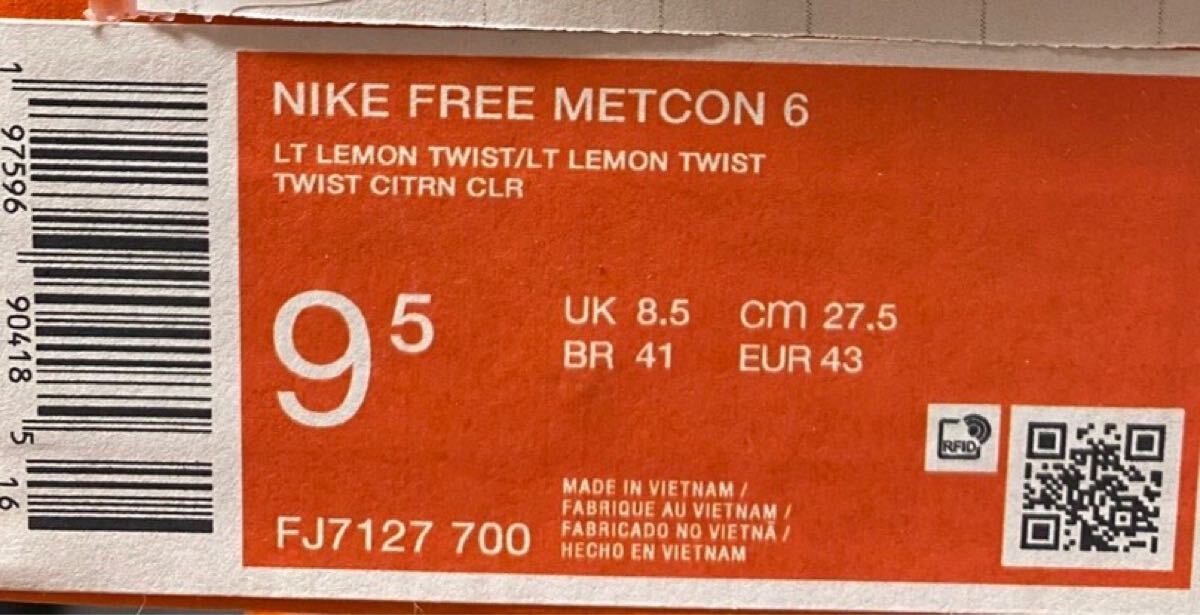 1 97596 90418 5 16
NIKE FREE METCON 6
LT LEMON TWIST/LT LEMON TWIST
TWIST CITRN CLR
9 5
UK 8.5 cm 27.5
BR 41 EUR 43
RFID
FJ7127 700
MADE IN VIETNAM /
FABRIQUE AU VIETNAM /
FABRICADO NO VIETNÃ /
HECHO EN VIETNAM